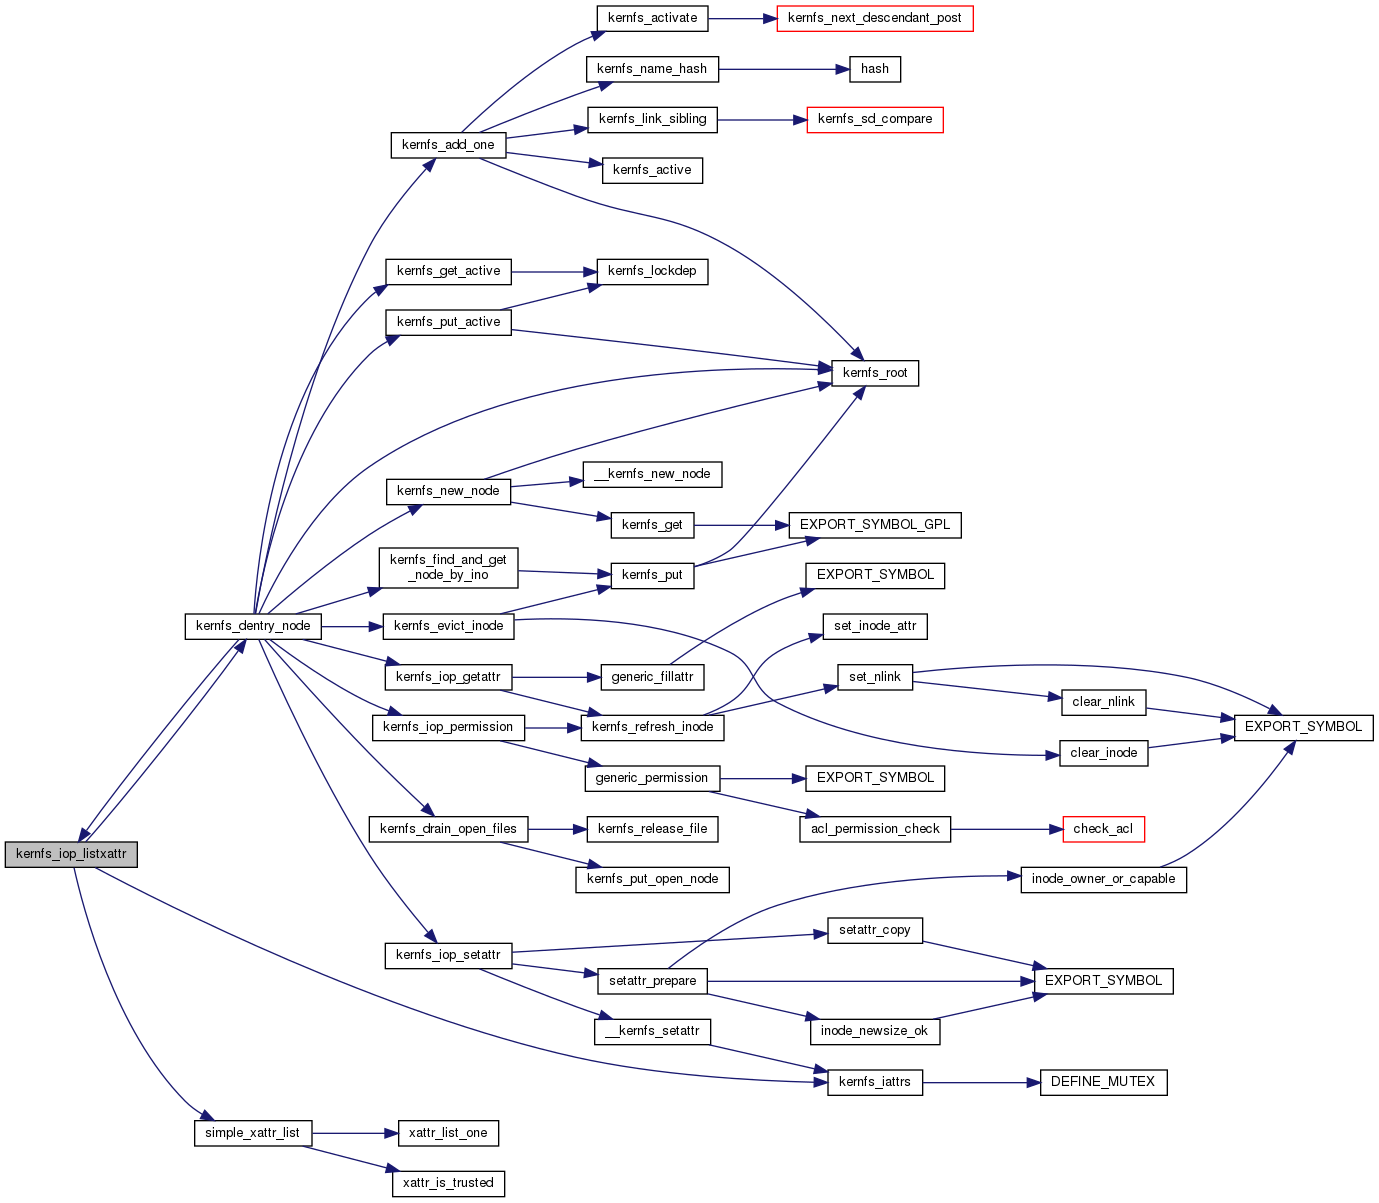 kernfs_activate
kernfs_next_descendant_post
kernfs_name_hash
hash
kernfs_link_sibling
kernfs_sd_compare
kernfs_add_one
kernfs_active
kernfs_get_active
kernfs_lockdep
kernfs_put_active
kernfs_root
__kernfs_new_node
kernfs_new_node
kernfs_get
EXPORT_SYMBOL_GPL
kernfs_find_and_get
_node_by_ino
kernfs_put
EXPORT_SYMBOL
kernfs_dentry_node
kernfs_evict_inode
set_inode_attr
kernfs_iop_getattr
generic_fillattr
set_nlink
clear_nlink
kernfs_iop_permission
kernfs_refresh_inode
EXPORT_SYMBOL
clear_inode
generic_permission
EXPORT_SYMBOL
kernfs_drain_open_files
kernfs_release_file
acl_permission_check
check_acl
kernfs_iop_listxattr
kernfs_put_open_node
inode_owner_or_capable
setattr_copy
kernfs_iop_setattr
setattr_prepare
EXPORT_SYMBOL
__kernfs_setattr
inode_newsize_ok
kernfs_iattrs
DEFINE_MUTEX
simple_xattr_list
xattr_list_one
xattr_is_trusted